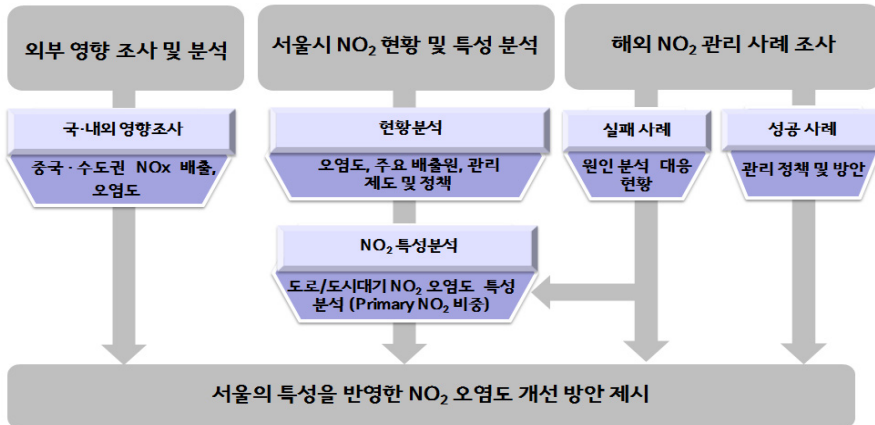 외부 영향 조사 및 분석
서울시 NO₂ 현황 및 특성 분석
해외 NO₂ 관리 사례 조사
국·내외 영향조사
중국·수도권 NOx 배출,
오염도
현황분석
오염도, 주요 배출원, 관리
제도 및 정책
실패 사례
원인 분석 대응
현황
성공 사례
관리 정책 및 방안
NO₂ 특성분석
도로/도시대기 NO₂ 오염도 특성
분석 (Primary NO₂ 비중)
서울의 특성을 반영한 NO₂ 오염도 개선 방안 제시